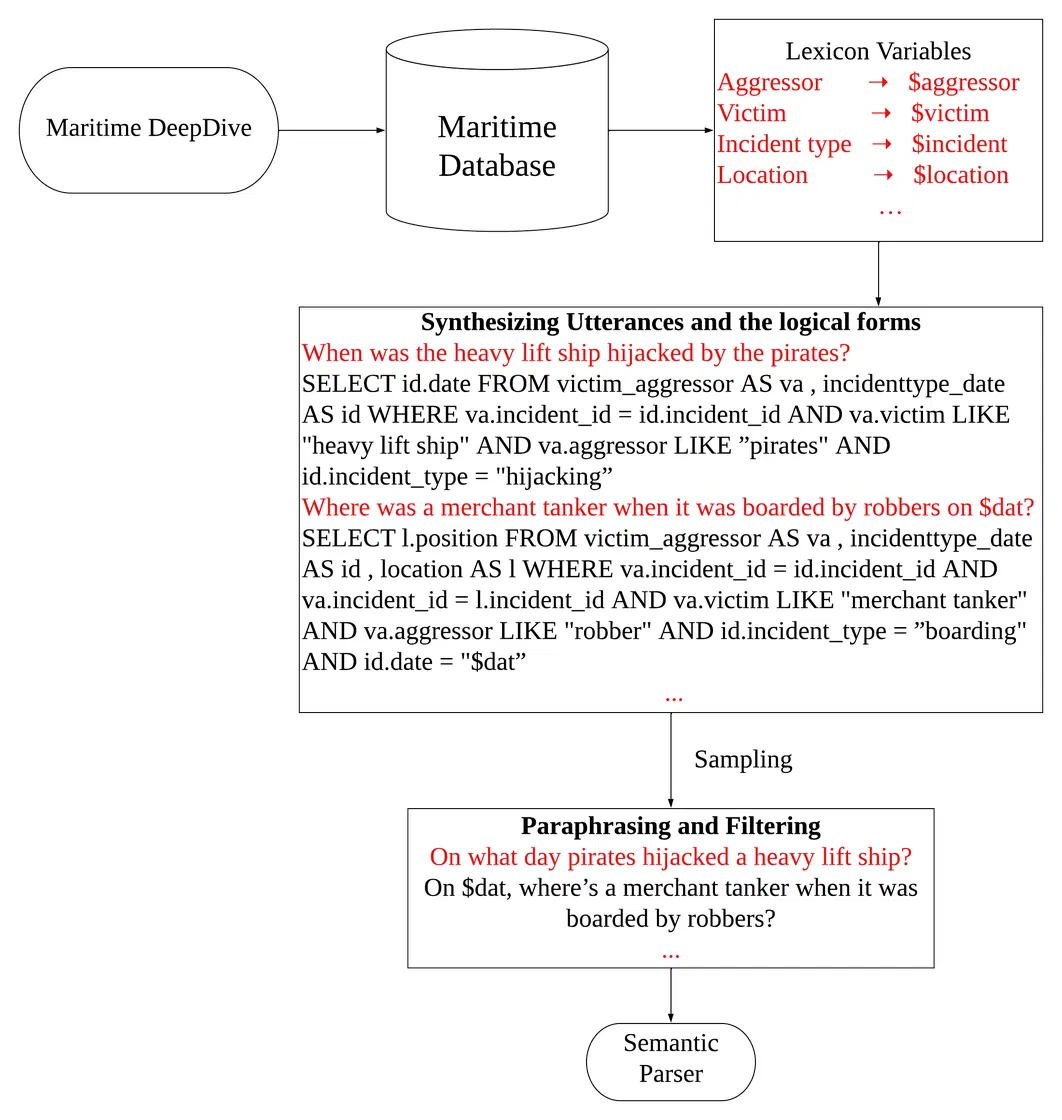 Maritime DeepDive
Maritime
Database
Lexicon Variables
Aggressor → $aggressor
Victim → $victim
Incident type → $incident
Location → $location
...
Synthesizing Utterances and the logical forms
When was the heavy lift ship hijacked by the pirates?
SELECT id.date FROM victim_aggressor AS va , incidenttype_date
AS id WHERE va.incident_id = id.incident_id AND va.victim LIKE
"heavy lift ship" AND va.aggressor LIKE ”pirates" AND
id.incident_type = "hijacking”
Where was a merchant tanker when it was boarded by robbers on $dat?
SELECT l.position FROM victim_aggressor AS va , incidenttype_date
AS id , location AS l WHERE va.incident_id = id.incident_id AND
va.incident_id = l.incident_id AND va.victim LIKE "merchant tanker"
AND va.aggressor LIKE "robber" AND id.incident_type = ”boarding"
AND id.date = "$dat”
...
Sampling
Paraphrasing and Filtering
On what day pirates hijacked a heavy lift ship?
On $dat, where’s a merchant tanker when it was
boarded by robbers?
...
Semantic
Parser